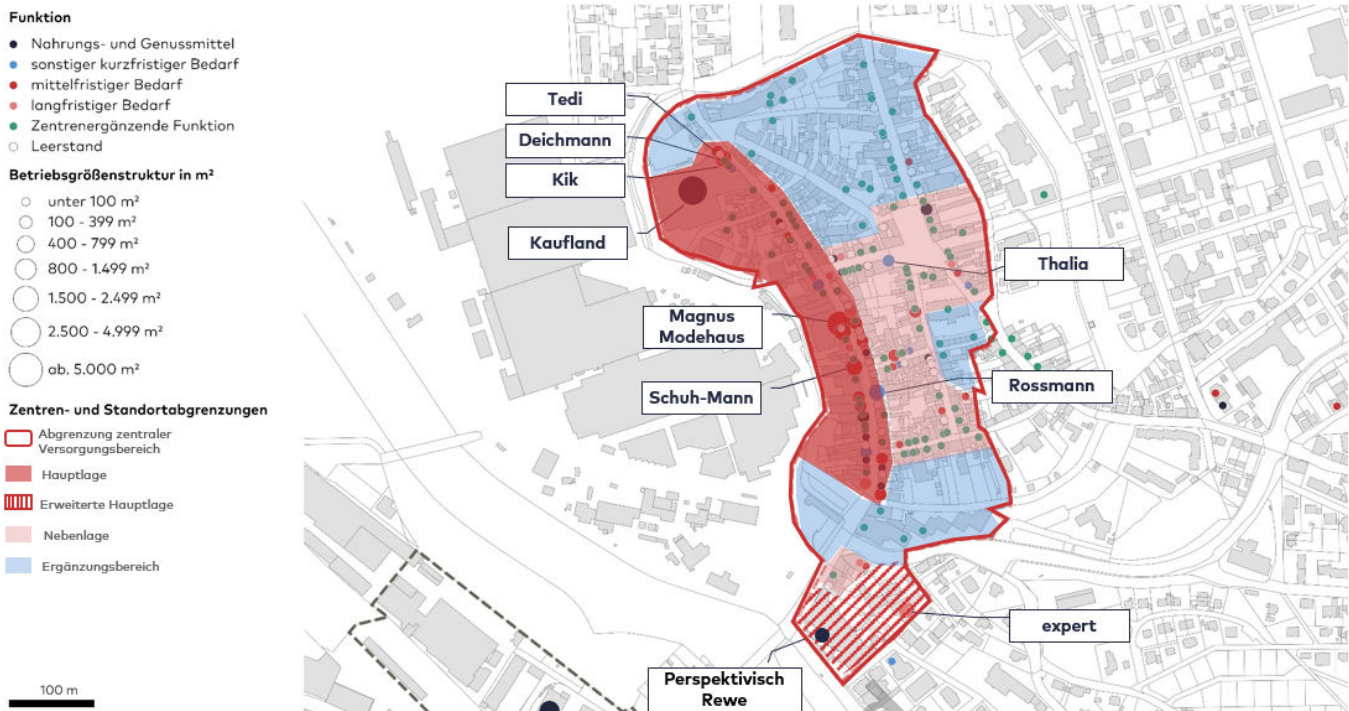 Funktion
Nahrungs- und Genussmittel
sonstiger kurzfristiger Bedarf
mittelfristiger Bedarf
langfristiger Bedarf
Zentrenergänzende Funktion
Leerstand
Betriebsgrößenstruktur in m²
unter 100 m²
100 - 399 m²
400 - 799 m²
800 - 1.499 m²
1.500 - 2.499 m²
2.500 - 4.999 m²
ab. 5.000 m²
Zentren- und Standortabgrenzungen
Abgrenzung zentraler
Versorgungsbereich
Hauptlage
Erweiterte Hauptlage
Nebenlage
Ergänzungsbereich
100 m
Tedi
Deichmann
Kik
Kaufland
Thalia
Magnus
Modehaus
Schuh-Mann
Rossmann
expert
Perspektivisch
Rewe